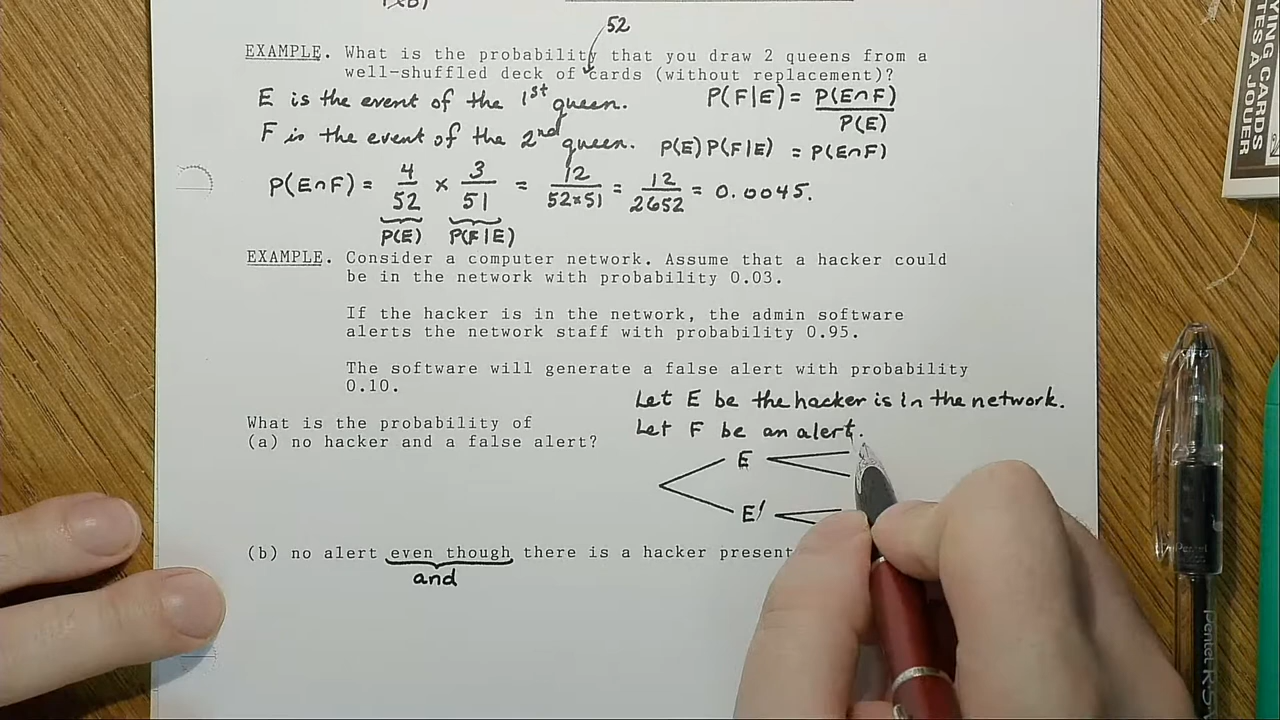 52
EXAMPLE. What is the probability that you draw 2 queens from a
well-shuffled deck of cards (without replacement)?
E is the event of the 1st queen. P(F|E) = P(E∩F)/P(E)
F is the event of the 2nd queen. P(E)P(F|E) = P(E∩F)
P(E∩F) = 4/52 × 3/51 = 12/52×51 = 12/2652 = 0.0045.
P(E) P(F|E)
EXAMPLE. Consider a computer network. Assume that a hacker could
be in the network with probability 0.03.
If the hacker is in the network, the admin software
alerts the network staff with probability 0.95.
The software will generate a false alert with probability
0.10.
Let E be the hacker is in the network.
What is the probability of
Let F be an alert.
(a) no hacker and a false alert?
E
E'
(b) no alert even though there is a hacker present
and
YING CARDS
TES A JOUER
Pentel
Pentel R.S.V